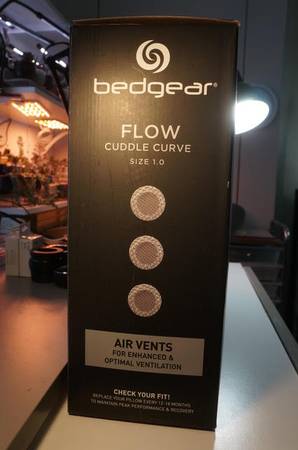 bedgear®
FLOW
CUDDLE CURVE
SIZE 1.0
AIR VENTS
FOR ENHANCED &
OPTIMAL VENTILATION
CHECK YOUR FIT!
REPLACE YOUR PILLOW EVERY 12-18 MONTHS
TO MAINTAIN PEAK PERFORMANCE & RECOVERY